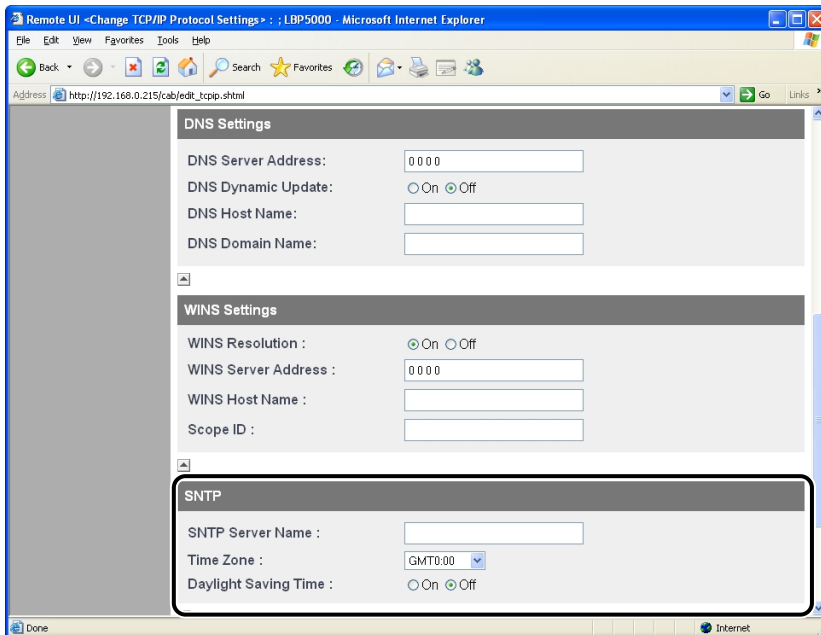 Remote UI <Change TCP/IP Protocol Settings> : ; LBP5000 - Microsoft Internet Explorer
File Edit View Favorites Tools Help
Back Search Favorites
Address http://192.168.0.215/cab/edit_tcpip.shtml Go Links
DNS Settings
DNS Server Address: 0 0 0 0
DNS Dynamic Update: On Off
DNS Host Name:
DNS Domain Name:
WINS Settings
WINS Resolution : On Off
WINS Server Address : 0 0 0 0
WINS Host Name :
Scope ID :
SNTP
SNTP Server Name :
Time Zone : GMT0:00
Daylight Saving Time : On Off
Done Internet